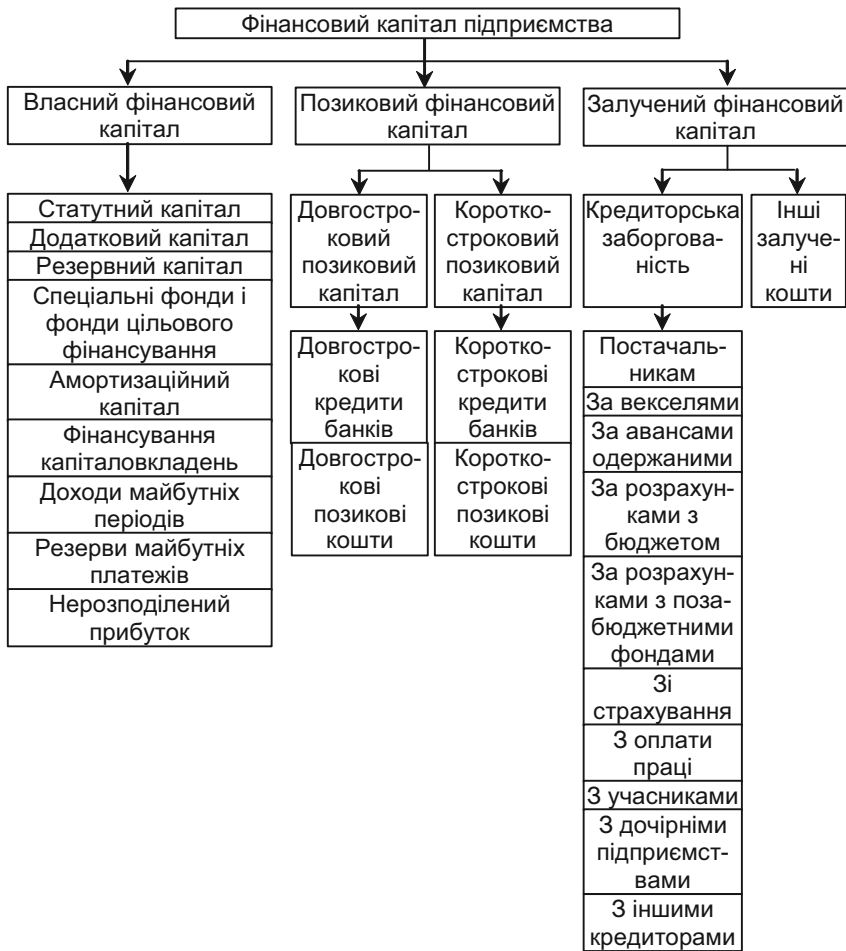 Фінансовий капітал підприємства
Власний фінансовий
капітал
Позиковий фінансовий
капітал
Залучений фінансовий
капітал
Статутний капітал
Додатковий капітал
Резервний капітал
Спеціальні фонди і
фонди цільового
фінансування
Амортизаційний
капітал
Фінансування
капіталовкладень
Доходи майбутніх
періодів
Резерви майбутніх
платежів
Нерозподілений
прибуток
Довгостро-
ковий
позиковий
капітал
Довгостро-
кові
кредити
банків
Довгостро-
кові
позикові
кошти
Коротко-
строковий
позиковий
капітал
Коротко-
строкові
кредити
банків
Коротко-
строкові
позикові
кошти
Кредиторська
заборгова-
ність
Постачаль-
никам
За векселями
За авансами
одержаними
За розрахун-
ками з
бюджетом
За розрахун-
ками з поза-
бюджетними
фондами
Зі
страхування
З оплати
праці
З учасниками
З дочірніми
підприємст-
вами
З іншими
кредиторами
Інші
залуче-
ні
кошти